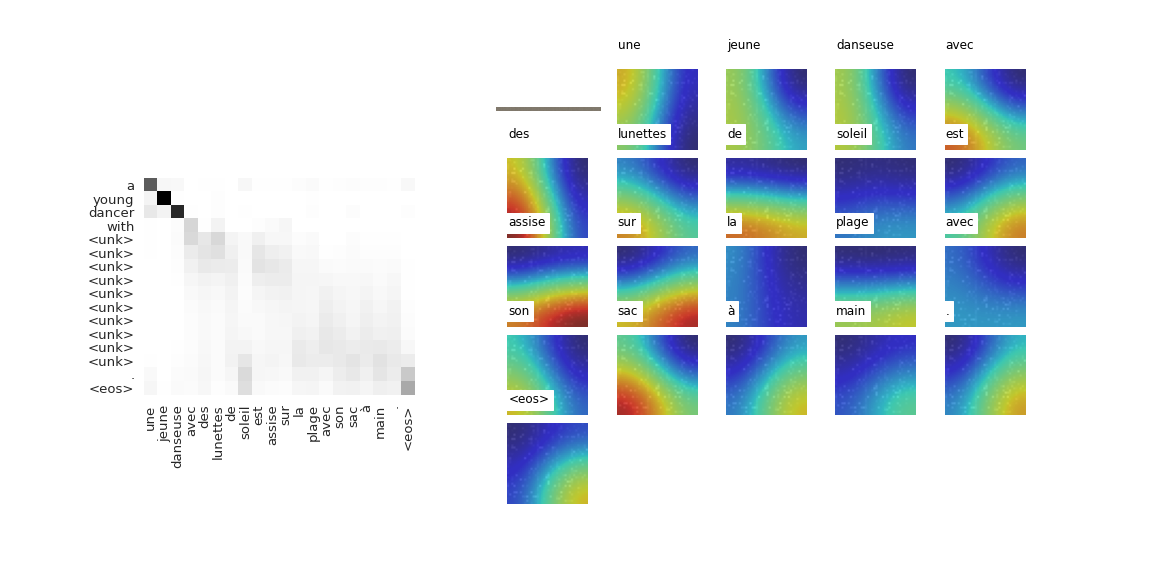 a
young
dancer
with
<unk>
<unk>
<unk>
<unk>
<unk>
<unk>
<unk>
<unk>
<unk>
<unk>
.
<eos>
une
jeune
danseuse
avec
des
lunettes
de
soleil
est
assise
sur
la
plage
avec
son
sac
à
main
.
<eos>
une jeune danseuse avec
des lunettes de soleil est
assise sur la plage avec
son sac à main .
<eos>